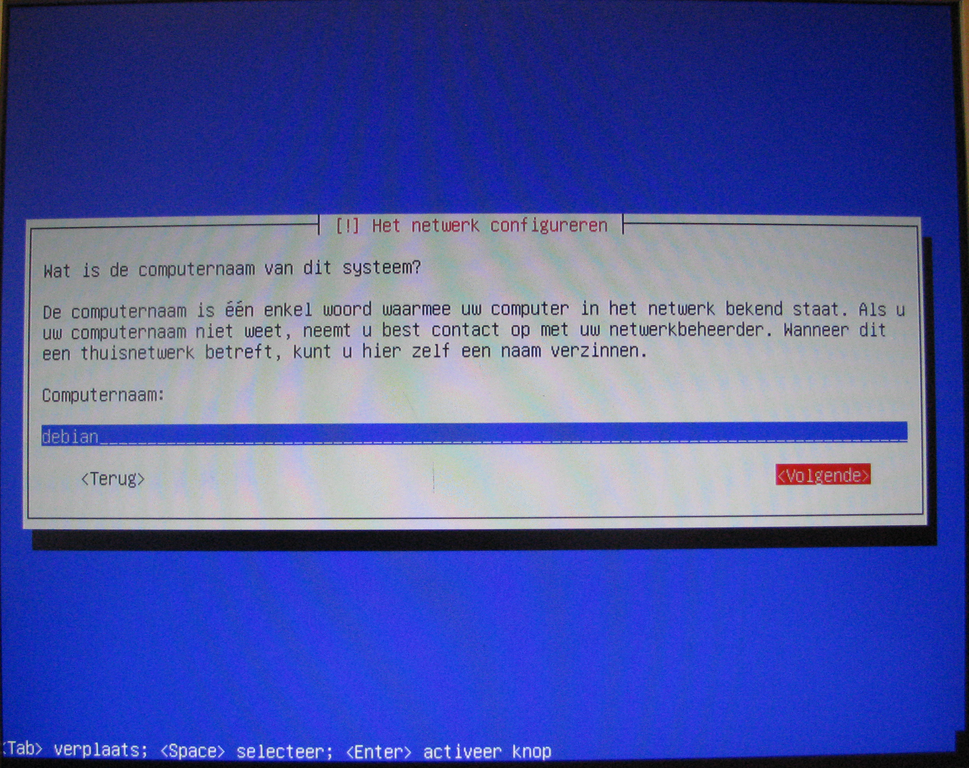 [!] Het netwerk configureren
Wat is de computernaam van dit systeem?
De computernaam is één enkel woord waarmee uw computer in het netwerk bekend staat. Als u
uw computernaam niet weet, neemt u best contact op met uw netwerkbeheerder. Wanneer dit
een thuisnetwerk betreft, kunt u hier zelf een naam verzinnen.
Computernaam:
debian
<Terug> <Volgende>
<Tab> verplaats; <Space> selecteer; <Enter> activeer knop